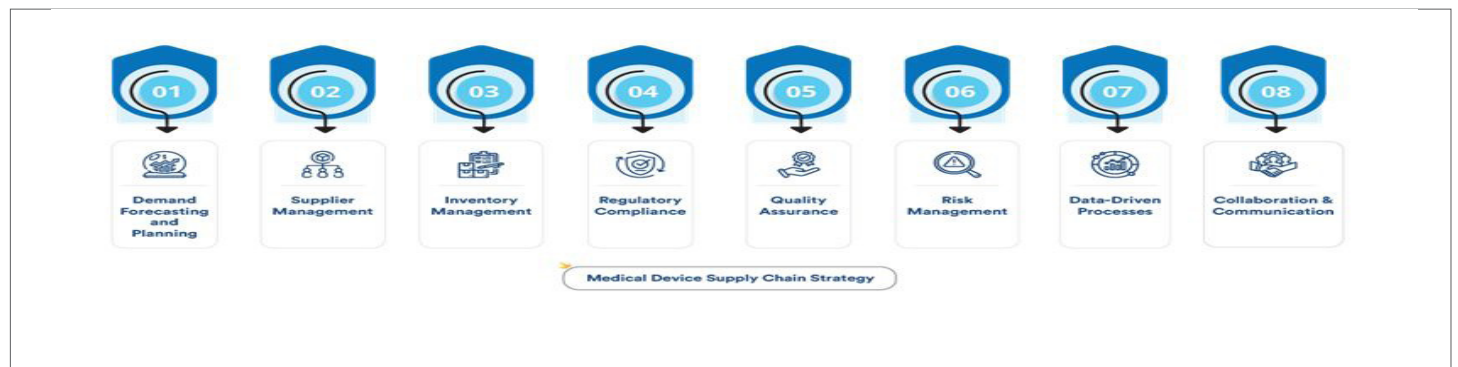 01
02
03
04
05
06
07
08
Demand
Forecasting
and
Planning
Supplier
Management
Inventory
Management
Regulatory
Compliance
Quality
Assurance
Risk
Management
Data-Driven
Processes
Collaboration &
Communication
Medical Device Supply Chain Strategy